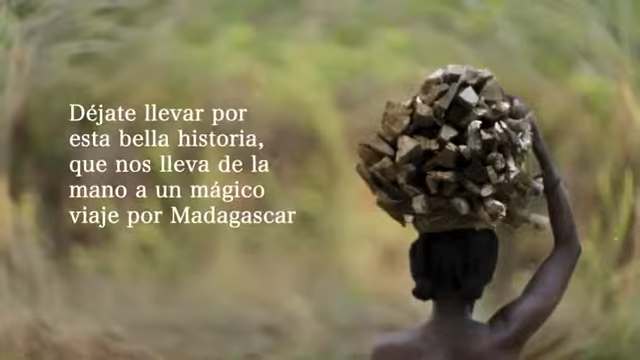 Déjate llevar por
esta bella historia,
que nos lleva de la
mano a un mágico
viaje por Madagascar